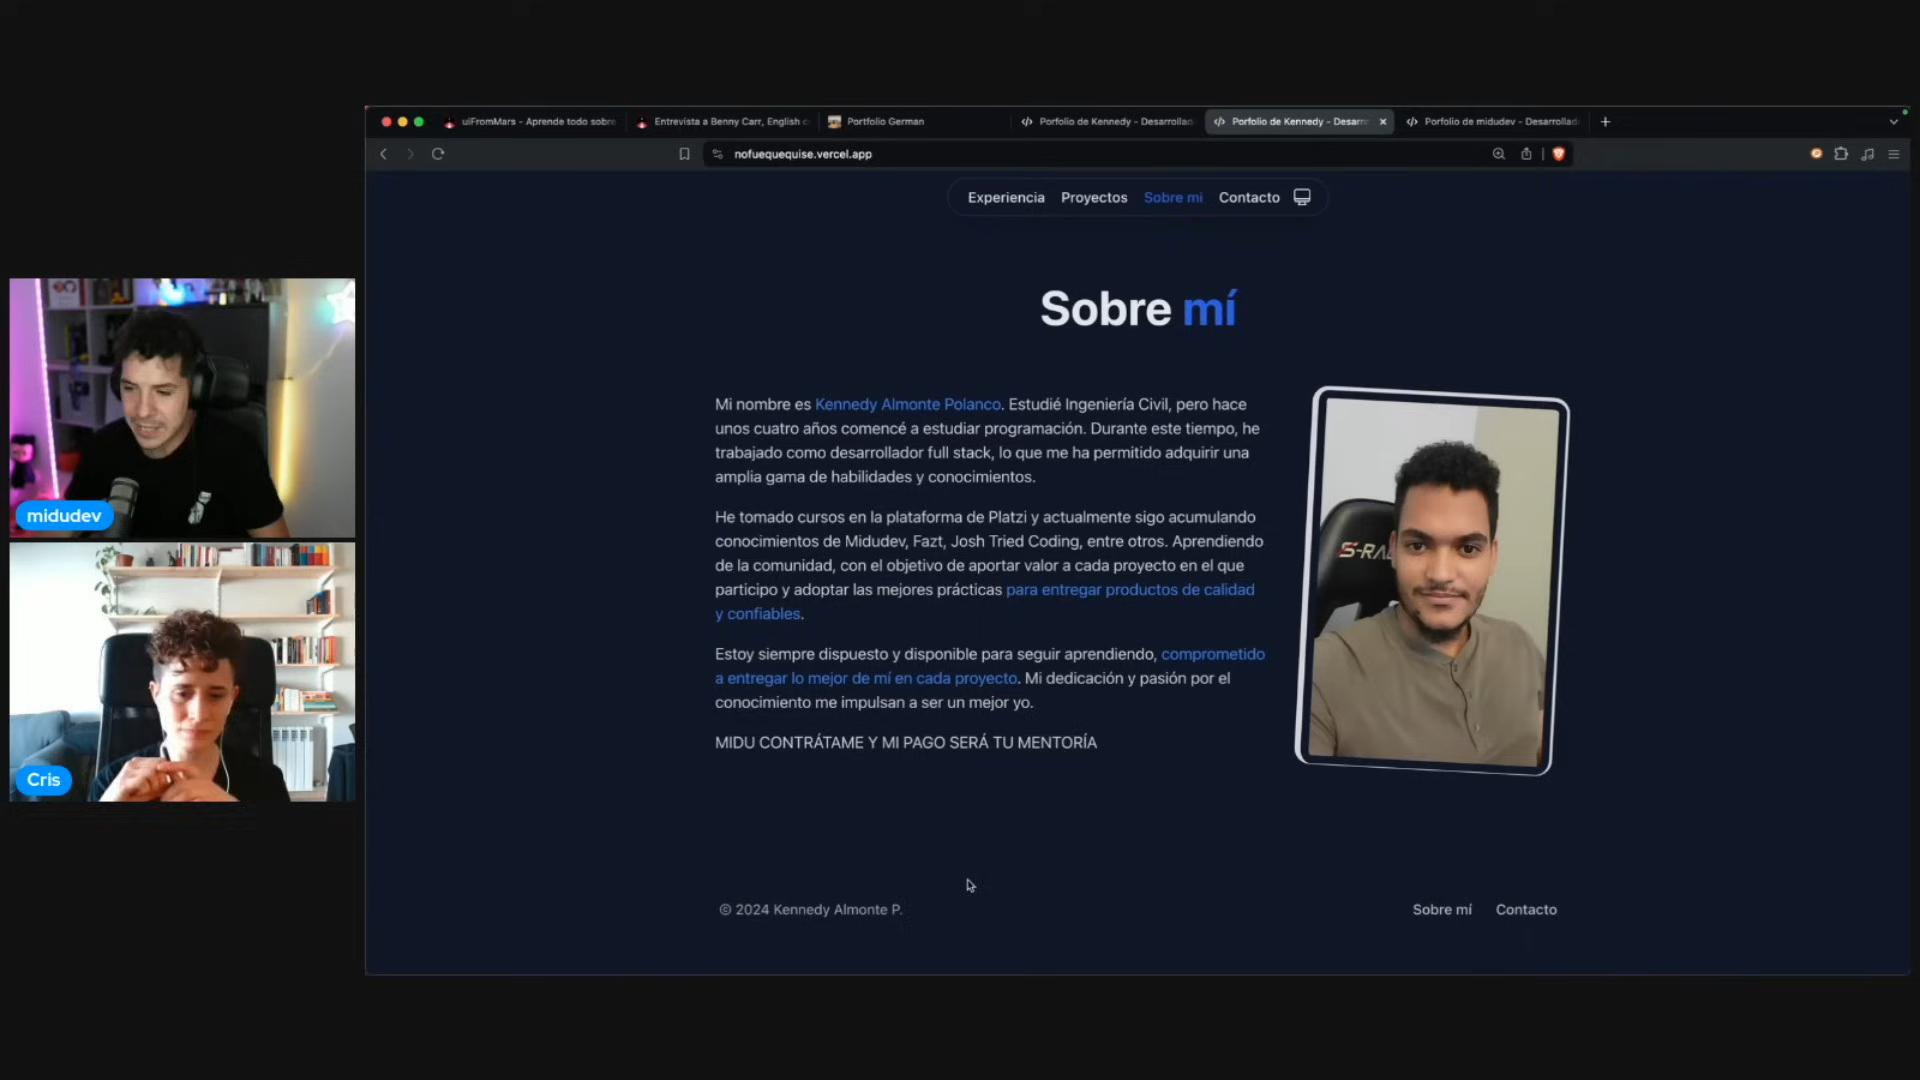 uiFromMars - Aprende todo sobre
Entrevista a Benny Carr, English c
Portfolio German
Porfolio de Kennedy - Desarrollad
Porfolio de Kennedy - Desarr
Porfolio de midudev - Desarrollad
nofuequequise.vercel.app
Experiencia Proyectos Sobre mi Contacto
Sobre mí
Mi nombre es Kennedy Almonte Polanco. Estudié Ingeniería Civil, pero hace
unos cuatro años comencé a estudiar programación. Durante este tiempo, he
trabajado como desarrollador full stack, lo que me ha permitido adquirir una
amplia gama de habilidades y conocimientos.
He tomado cursos en la plataforma de Platzi y actualmente sigo acumulando
conocimientos de Midudev, Fazt, Josh Tried Coding, entre otros. Aprendiendo
de la comunidad, con el objetivo de aportar valor a cada proyecto en el que
participo y adoptar las mejores prácticas para entregar productos de calidad
y confiables.
Estoy siempre dispuesto y disponible para seguir aprendiendo, comprometido
a entregar lo mejor de mí en cada proyecto. Mi dedicación y pasión por el
conocimiento me impulsan a ser un mejor yo.
MIDU CONTRÁTAME Y MI PAGO SERÁ TU MENTORÍA
S-RA
© 2024 Kennedy Almonte P.
Sobre mí Contacto
midudev
Cris